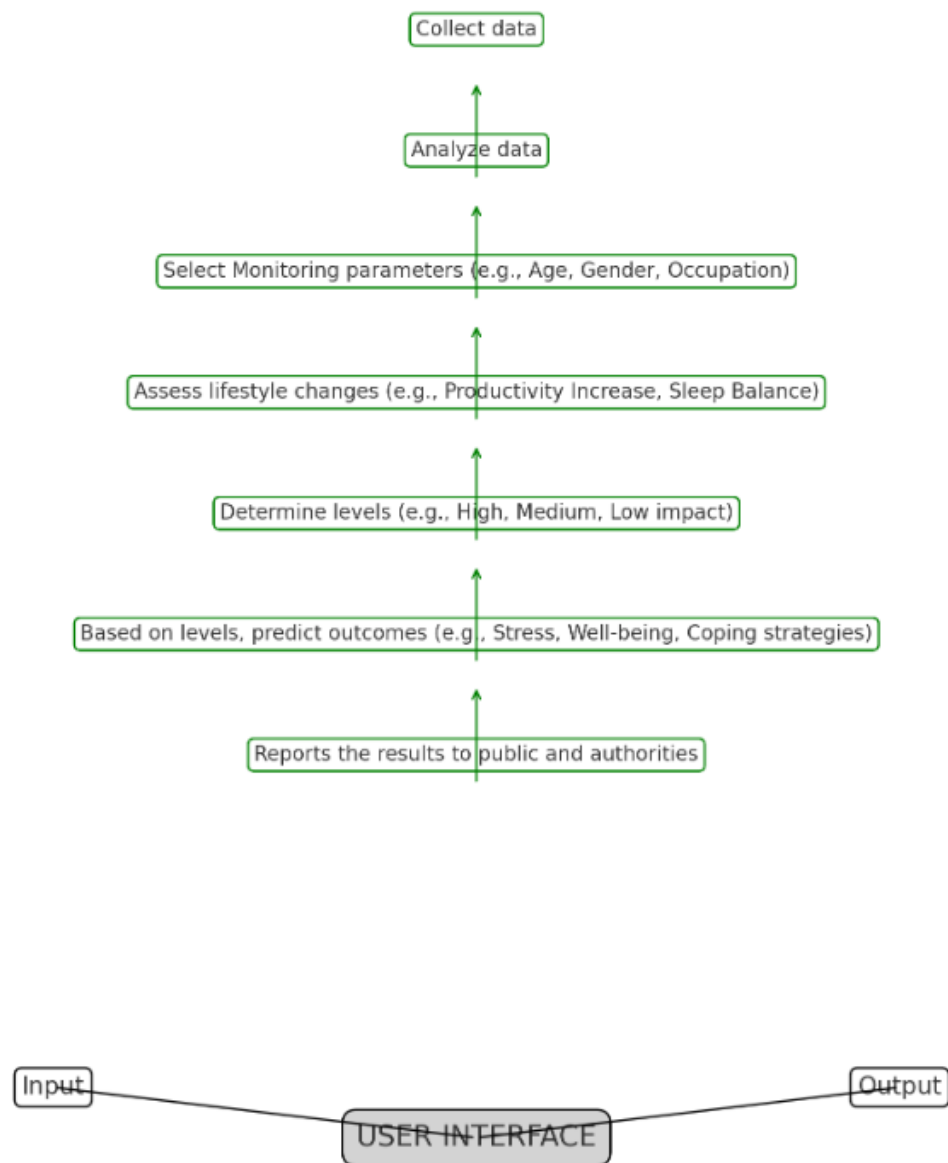 Collect data
Analyze data
Select Monitoring parameters (e.g., Age, Gender, Occupation)
Assess lifestyle changes (e.g., Productivity Increase, Sleep Balance)
Determine levels (e.g., High, Medium, Low impact)
Based on levels, predict outcomes (e.g., Stress, Well-being, Coping strategies)
Reports the results to public and authorities
Input
Output
USER INTERFACE